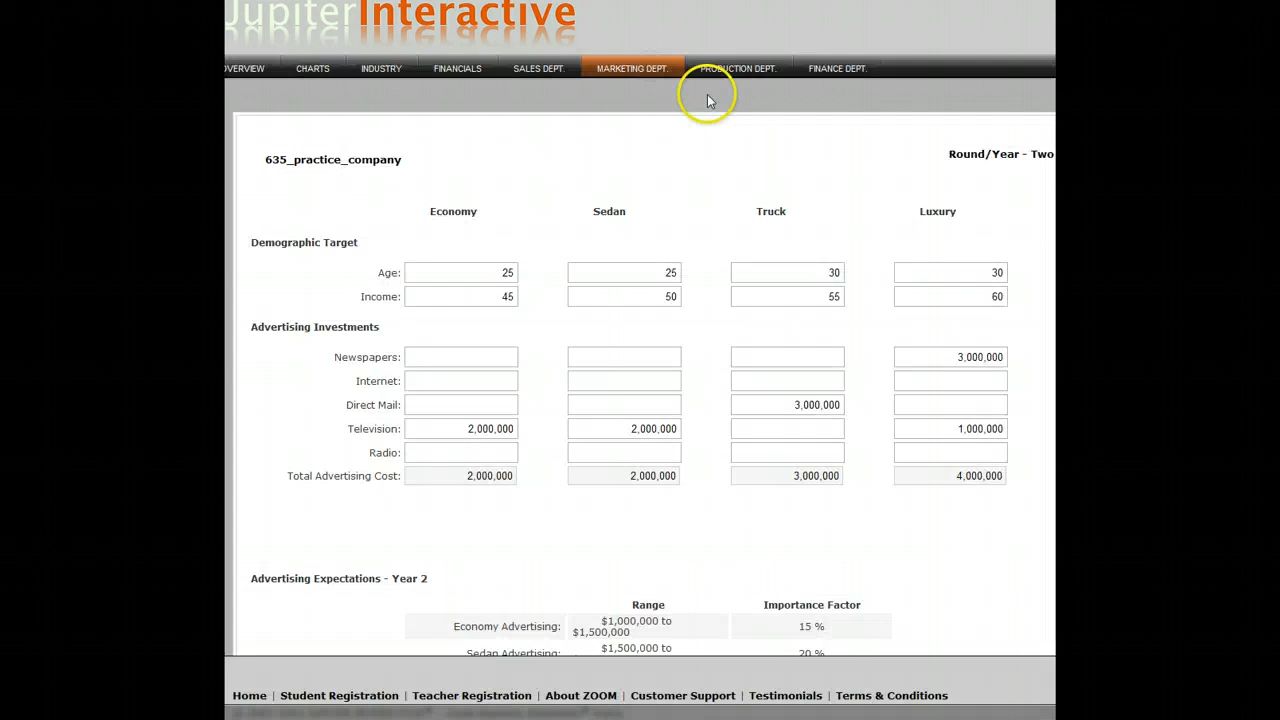 JupiterInteractive
OVERVIEW CHARTS INDUSTRY FINANCIALS SALES DEPT. MARKETING DEPT. PRODUCTION DEPT. FINANCE DEPT.
635_practice_company
Round/Year - Two
Economy Sedan Truck Luxury
Demographic Target
Age: 25 25 30 30
Income: 45 50 55 60
Advertising Investments
Newspapers: 3,000,000
Internet:
Direct Mail: 3,000,000
Television: 2,000,000 2,000,000 1,000,000
Radio:
Total Advertising Cost: 2,000,000 2,000,000 3,000,000 4,000,000
Advertising Expectations - Year 2
Range Importance Factor
Economy Advertising: $1,000,000 to $1,500,000 15 %
Sedan Advertising: $1,500,000 to 20 %
Home | Student Registration | Teacher Registration | About ZOOM | Customer Support | Testimonials | Terms & Conditions